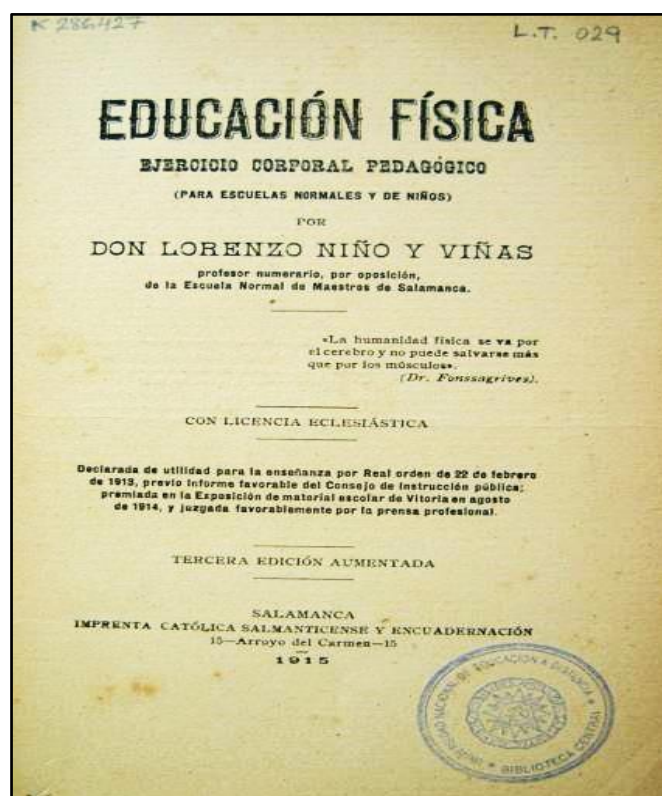 K 286427
L.T. 029
EDUCACIÓN FÍSICA
EJERCICIO CORPORAL PEDAGÓGICO
(PARA ESCUELAS NORMALES Y DE NIÑOS)
POR
DON LORENZO NIÑO Y VIÑAS
profesor numerario, por oposición,
de la Escuela Normal de Maestros de Salamanca.
«La humanidad física se va por
el cerebro y no puede salvarse más
que por los músculos».
(Dr. Fonssagrives).
CON LICENCIA ECLESIÁSTICA
Declarada de utilidad para la enseñanza por Real orden de 22 de febrero
de 1913, previo informe favorable del Consejo de Instrucción pública;
premiada en la Exposición de material escolar de Vitoria en agosto
de 1914, y juzgada favorablemente por la prensa profesional.
TERCERA EDICIÓN AUMENTADA
SALAMANCA
IMPRENTA CATÓLICA SALMANTICENSE Y ENCUADERNACIÓN
15—Arroyo del Carmen—15
1915
UNIVERSIDAD NACIONAL DE EDUCACIÓN A DISTANCIA
BIBLIOTECA CENTRAL